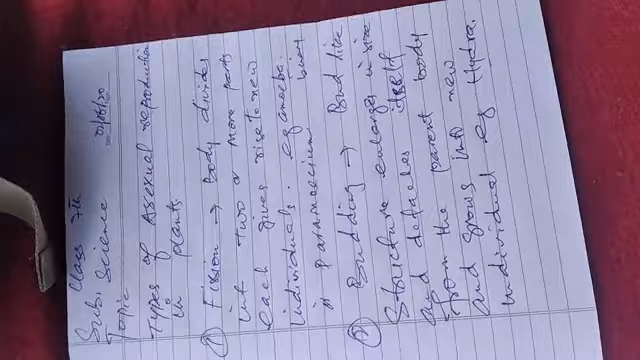 Class 7th
Sub: Science
Topic
Types of Asexual reproduction
in plants
① Fission → body divides
into two or more parts
each gives rise to new
individuals. eg amoeba.
paramecium
② Budding → Bud like
structure enlarges in size
and detaches itself
from the parent body
and grows into new
individual eg Hydra.